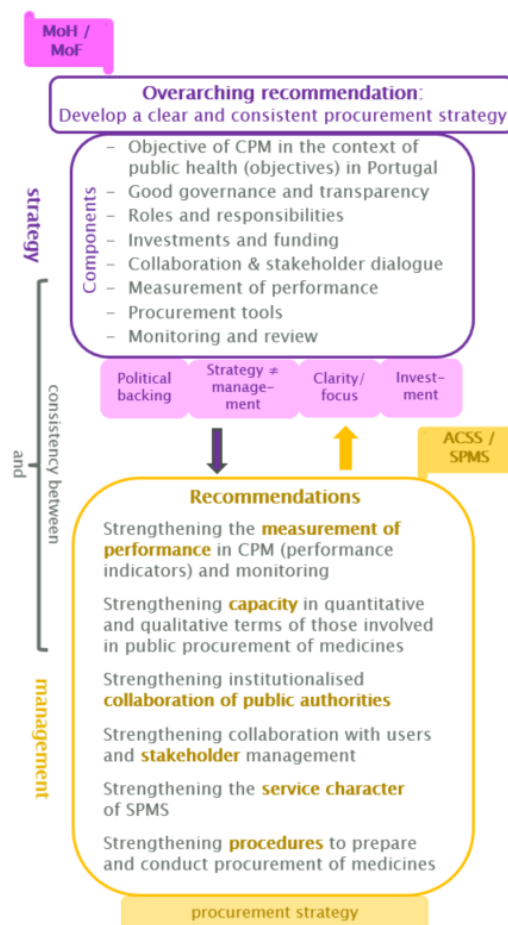 MoH /
MoF
Overarching recommendation:
Develop a clear and consistent procurement strategy
strategy
Components
– Objective of CPM in the context of
public health (objectives) in Portugal
– Good governance and transparency
– Roles and responsibilities
– Investments and funding
– Collaboration & stakeholder dialogue
– Measurement of performance
– Procurement tools
– Monitoring and review
Political
backing
Strategy ≠
manage-
ment
Clarity/
focus
Invest-
ment
consistency between
and
ACSS /
SPMS
management
Recommendations
Strengthening the measurement of
performance in CPM (performance
indicators) and monitoring
Strengthening capacity in quantitative
and qualitative terms of those involved
in public procurement of medicines
Strengthening institutionalised
collaboration of public authorities
Strengthening collaboration with users
and stakeholder management
Strengthening the service character
of SPMS
Strengthening procedures to prepare
and conduct procurement of medicines
procurement strategy